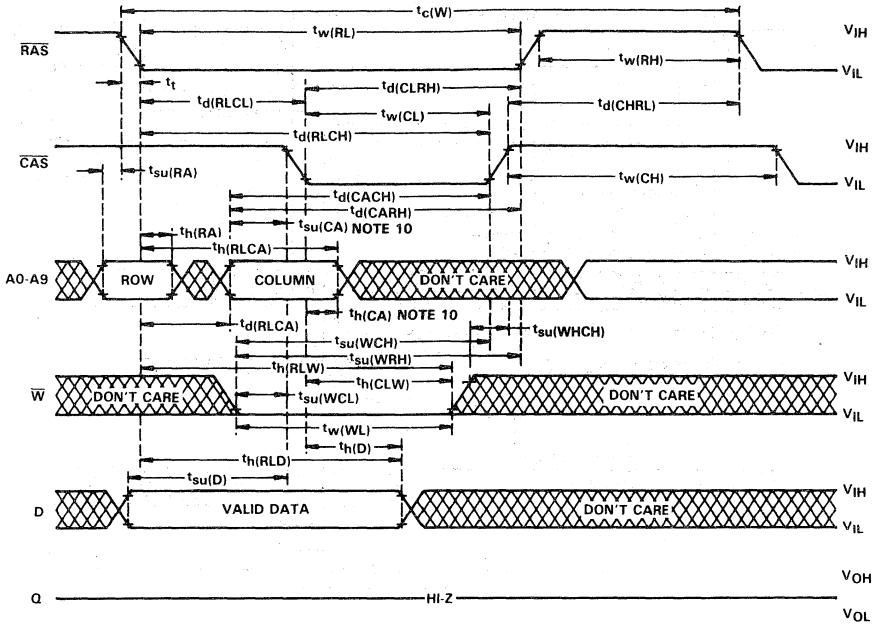 tc(W)
tw(RL)
VIH
RAS
tw(RH)
VIL
tt
td(CLRH)
td(RLCL)
tw(CL)
td(CHRL)
td(RLCH)
VIH
CAS
tsu(RA)
tw(CH)
VIL
td(CACH)
td(CARH)
th(RA)
tsu(CA) NOTE 10
th(RLCA)
VIH
A0-A9
ROW
COLUMN
DON'T CARE
VIL
td(RLCA)
th(CA) NOTE 10
tsu(WHCH)
tsu(WCH)
tsu(WRH)
th(RLW)
th(CLW)
VIH
W
DON'T CARE
tsu(WCL)
DON'T CARE
VIL
tw(WL)
th(D)
th(RLD)
tsu(D)
VIH
D
VALID DATA
DON'T CARE
VIL
VOH
Q
HI-Z
VOL